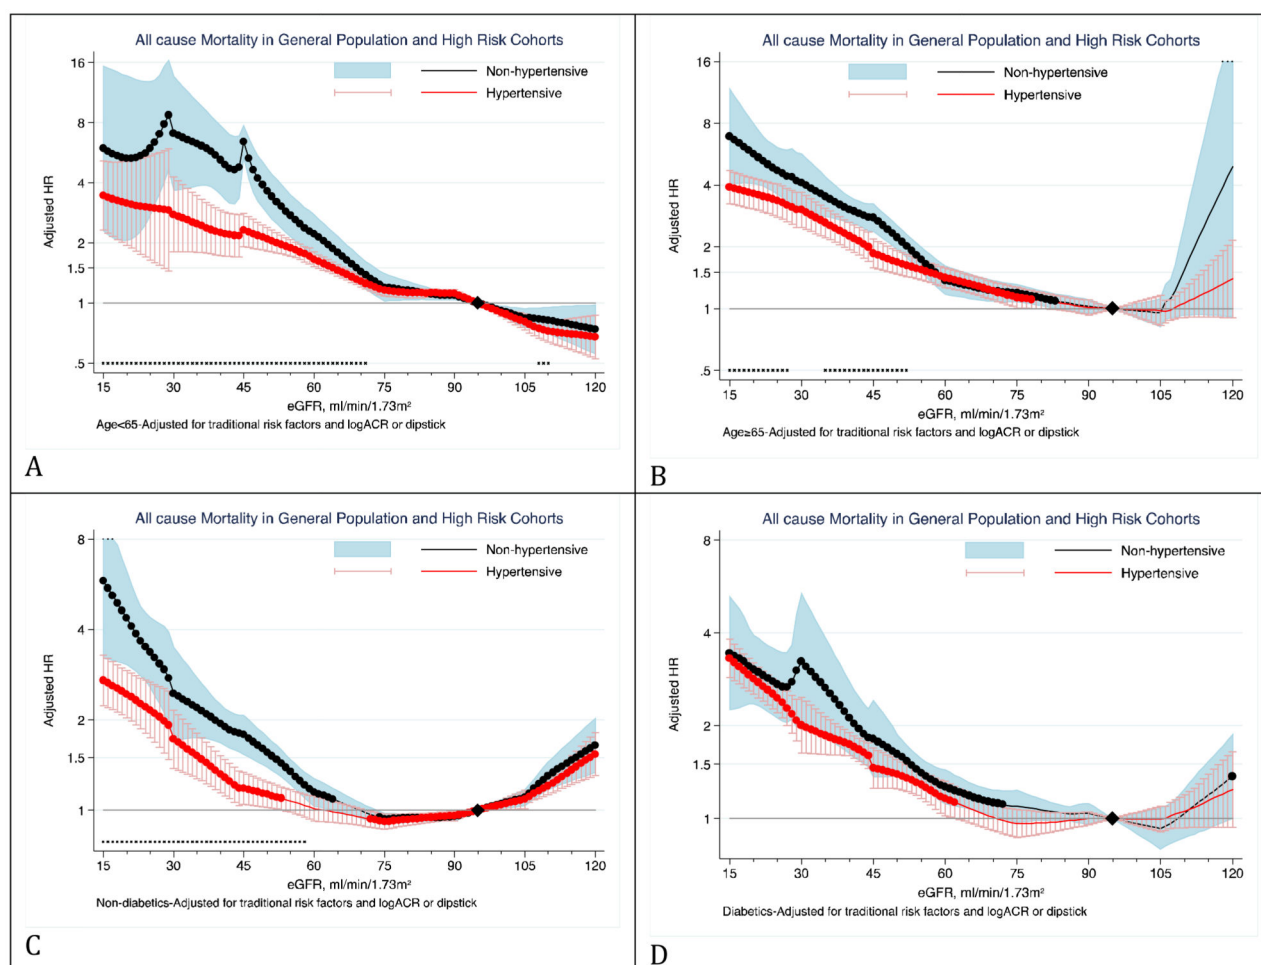 All cause Mortality in General Population and High Risk Cohorts
Non-hypertensive
Hypertensive
Adjusted HR
16
8
4
2
1.5
1
.5
15 30 45 60 75 90 105 120
eGFR, ml/min/1.73m²
Age<65-Adjusted for traditional risk factors and logACR or dipstick
A
All cause Mortality in General Population and High Risk Cohorts
Non-hypertensive
Hypertensive
Adjusted HR
16
8
4
2
1.5
1
.5
15 30 45 60 75 90 105 120
eGFR, ml/min/1.73m²
Age≥65-Adjusted for traditional risk factors and logACR or dipstick
B
All cause Mortality in General Population and High Risk Cohorts
Non-hypertensive
Hypertensive
Adjusted HR
8
4
2
1.5
1
15 30 45 60 75 90 105 120
eGFR, ml/min/1.73m²
Non-diabetics-Adjusted for traditional risk factors and logACR or dipstick
C
All cause Mortality in General Population and High Risk Cohorts
Non-hypertensive
Hypertensive
Adjusted HR
8
4
2
1.5
1
15 30 45 60 75 90 105 120
eGFR, ml/min/1.73m²
Diabetics-Adjusted for traditional risk factors and logACR or dipstick
D